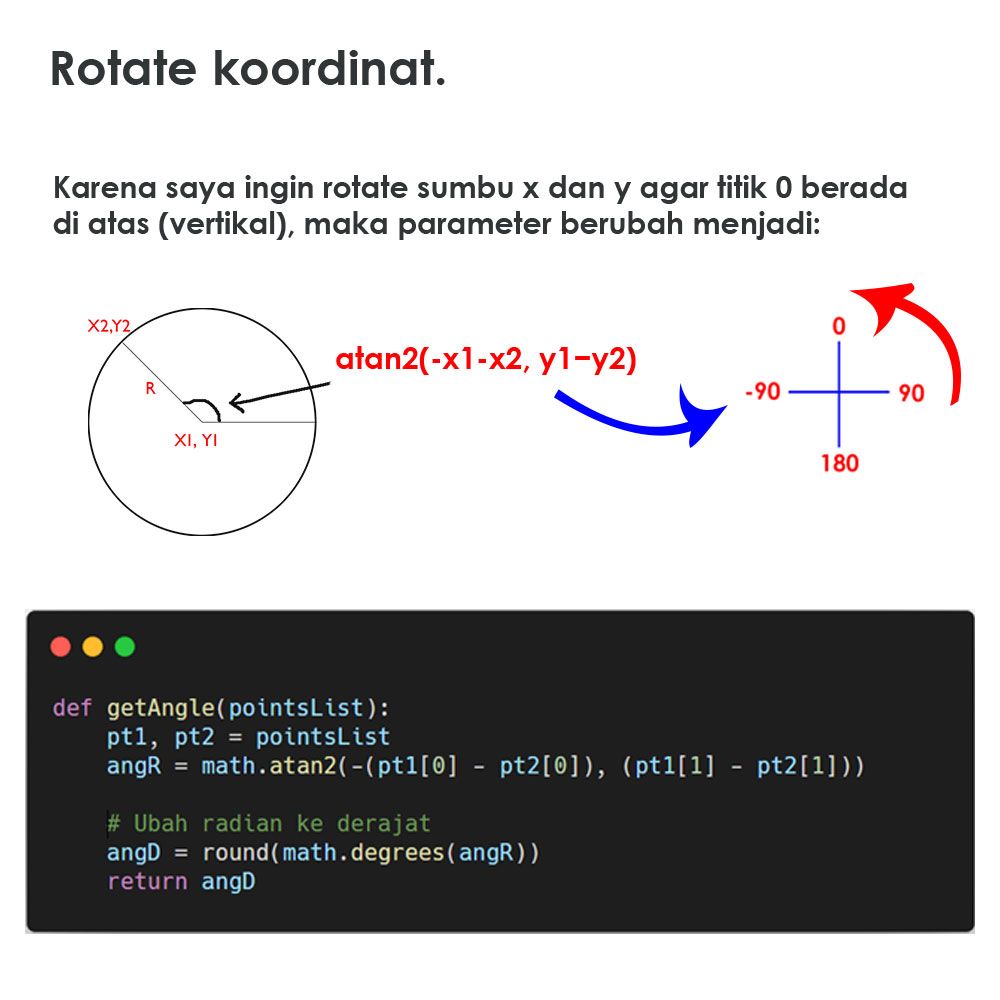 Rotate koordinat.
Karena saya ingin rotate sumbu x dan y agar titik 0 berada
di atas (vertikal), maka parameter berubah menjadi:
X2,Y2
R
X1, Y1
atan2(-x1-x2, y1-y2)
0
-90
90
180
def getAngle(pointsList):
    pt1, pt2 = pointsList
    angR = math.atan2(-(pt1[0] - pt2[0]), (pt1[1] - pt2[1]))
    # Ubah radian ke derajat
    angD = round(math.degrees(angR))
    return angD